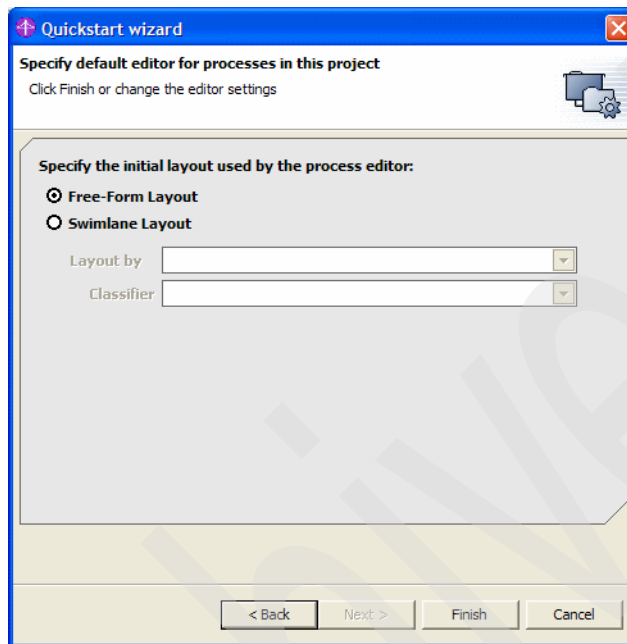 Quickstart wizard
Specify default editor for processes in this project
Click Finish or change the editor settings
Specify the initial layout used by the process editor:
Free-Form Layout
Swimlane Layout
Layout by
Classifier
< Back Next > Finish Cancel